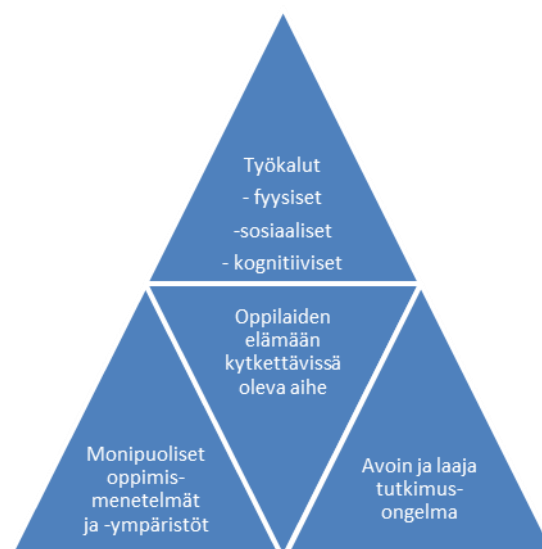 Työkalut
- fyysiset
-sosiaaliset
- kognitiiviset
Oppilaiden
elämään
kytkettävissä
oleva aihe
Monipuoliset
oppimis-
menetelmät
ja -ympäristöt
Avoin ja laaja
tutkimus-
ongelma